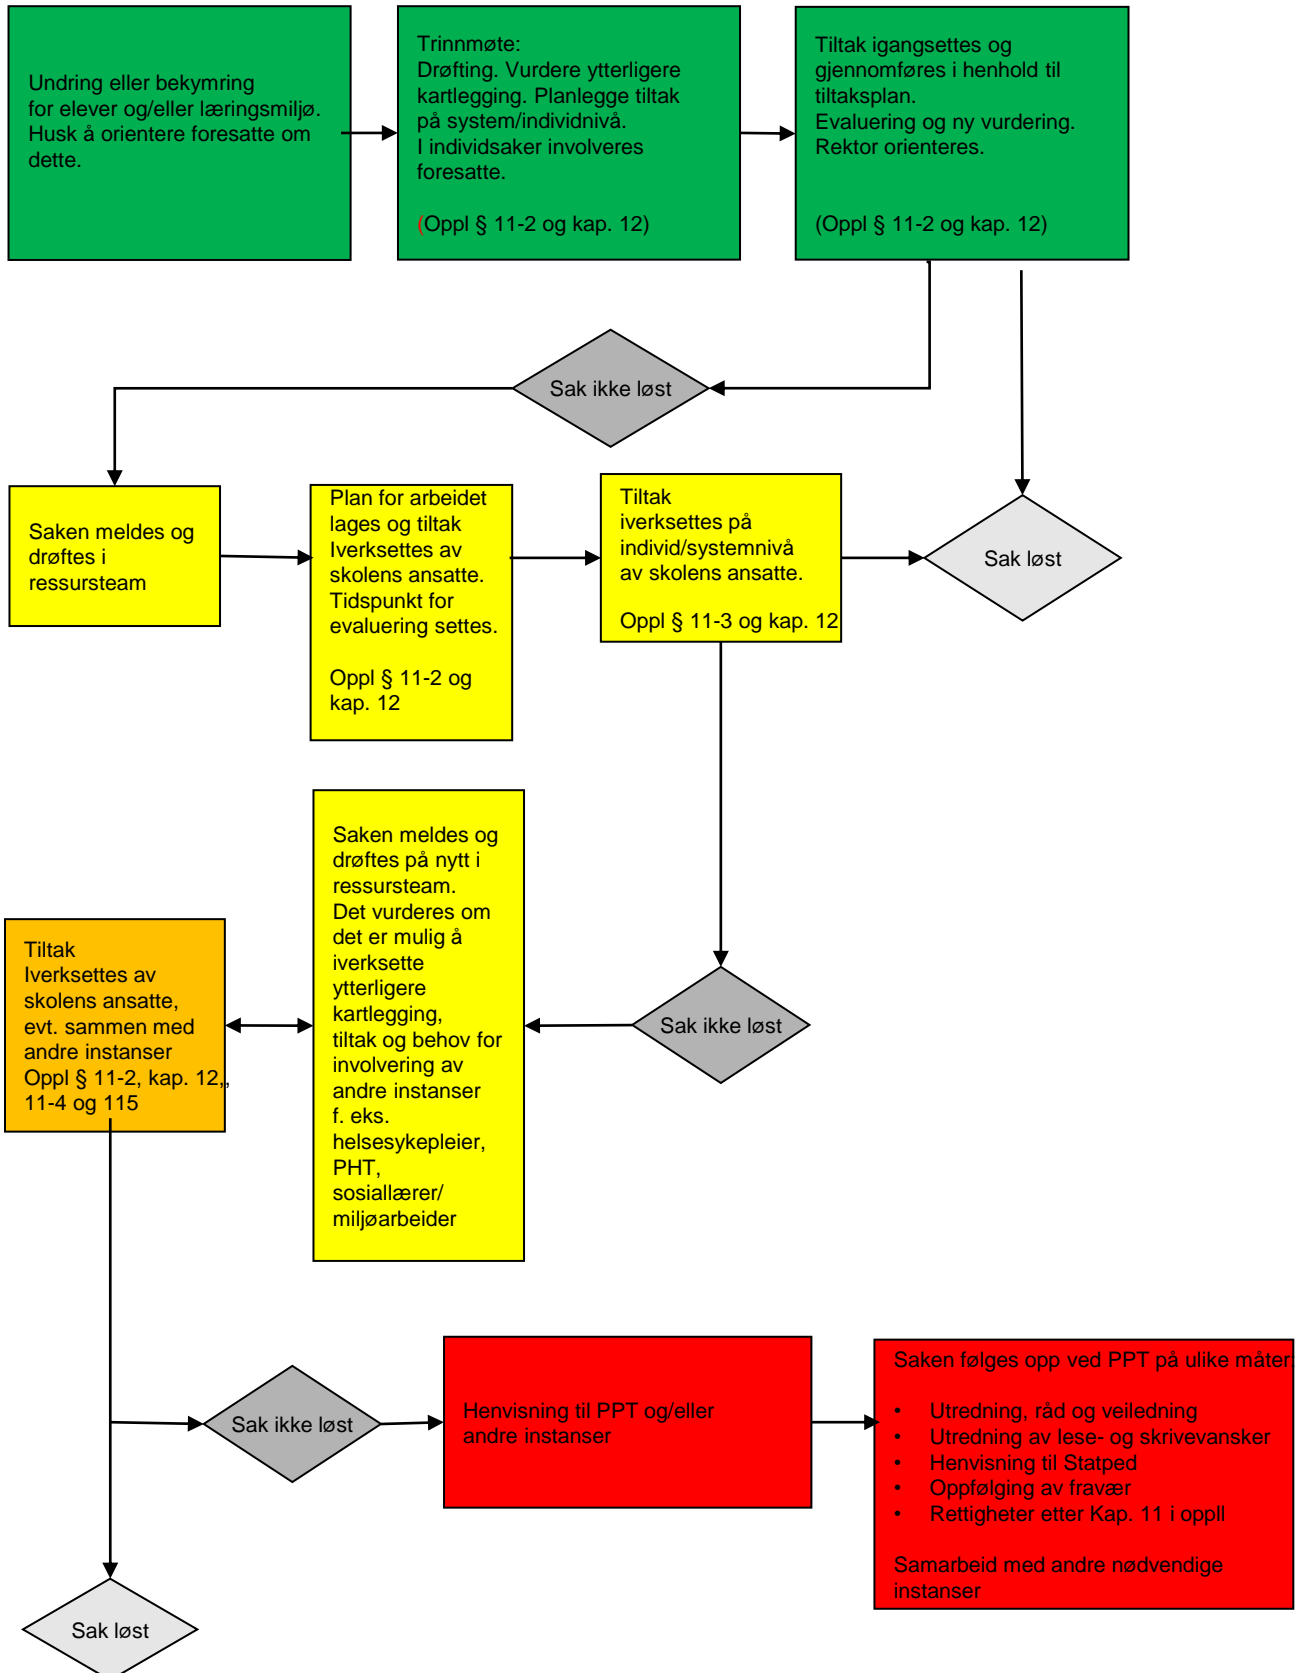 Undring eller bekymring
for elever og/eller læringsmiljø.
Husk å orientere foresatte om
dette.
Trinnmøte:
Drøfting. Vurdere ytterligere
kartlegging. Planlegge tiltak
på system/individnivå.
I individsaker involveres
foresatte.
(Oppl § 11-2 og kap. 12)
Tiltak igangsettes og
gjennomføres i henhold til
tiltaksplan.
Evaluering og ny vurdering.
Rektor orienteres.
(Oppl § 11-2 og kap. 12)
Sak ikke løst
Saken meldes og
drøftes i
ressursteam
Plan for arbeidet
lages og tiltak
Iverksettes av
skolens ansatte.
Tidspunkt for
evaluering settes.
Oppl § 11-2 og
kap. 12
Tiltak
iverksettes på
individ/systemnivå
av skolens ansatte.
Oppl § 11-3 og kap. 12
Sak løst
Saken meldes og
drøftes på nytt i
ressursteam.
Det vurderes om
det er mulig å
iverksette
ytterligere
kartlegging,
tiltak og behov for
involvering av
andre instanser
f. eks.
helsesykepleier,
PHT,
sosiallærer/
miljøarbeider
Tiltak
Iverksettes av
skolens ansatte,
evt. sammen med
andre instanser
Oppl § 11-2, kap. 12,,
11-4 og 115
Sak ikke løst
Sak ikke løst
Henvisning til PPT og/eller
andre instanser
Saken følges opp ved PPT på ulike måter:
• Utredning, råd og veiledning
• Utredning av lese- og skrivevansker
• Henvisning til Statped
• Oppfølging av fravær
• Rettigheter etter Kap. 11 i oppll
Samarbeid med andre nødvendige
instanser
Sak løst